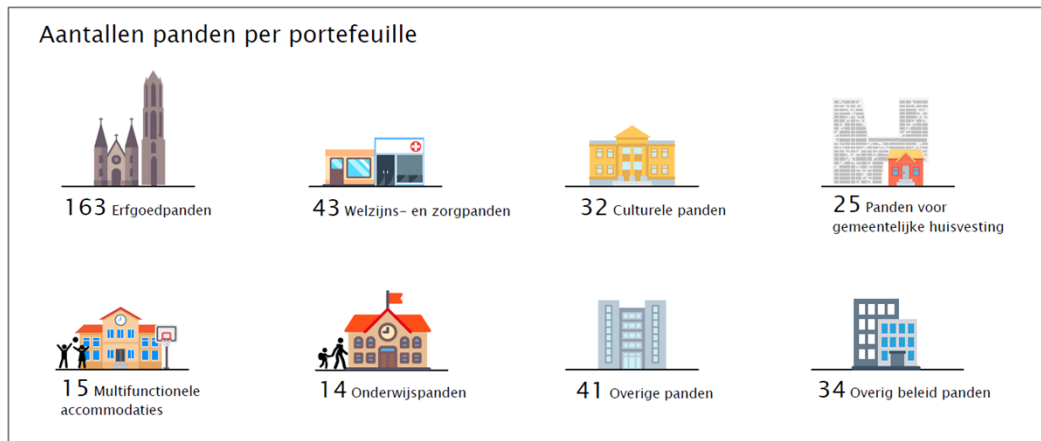 Aantallen panden per portefeuille
163 Erfgoedpanden
43 Welzijns- en zorgpanden
32 Culturele panden
25 Panden voor
gemeentelijke huisvesting
15 Multifunctionele
accommodaties
14 Onderwijspanden
41 Overige panden
34 Overig beleid panden